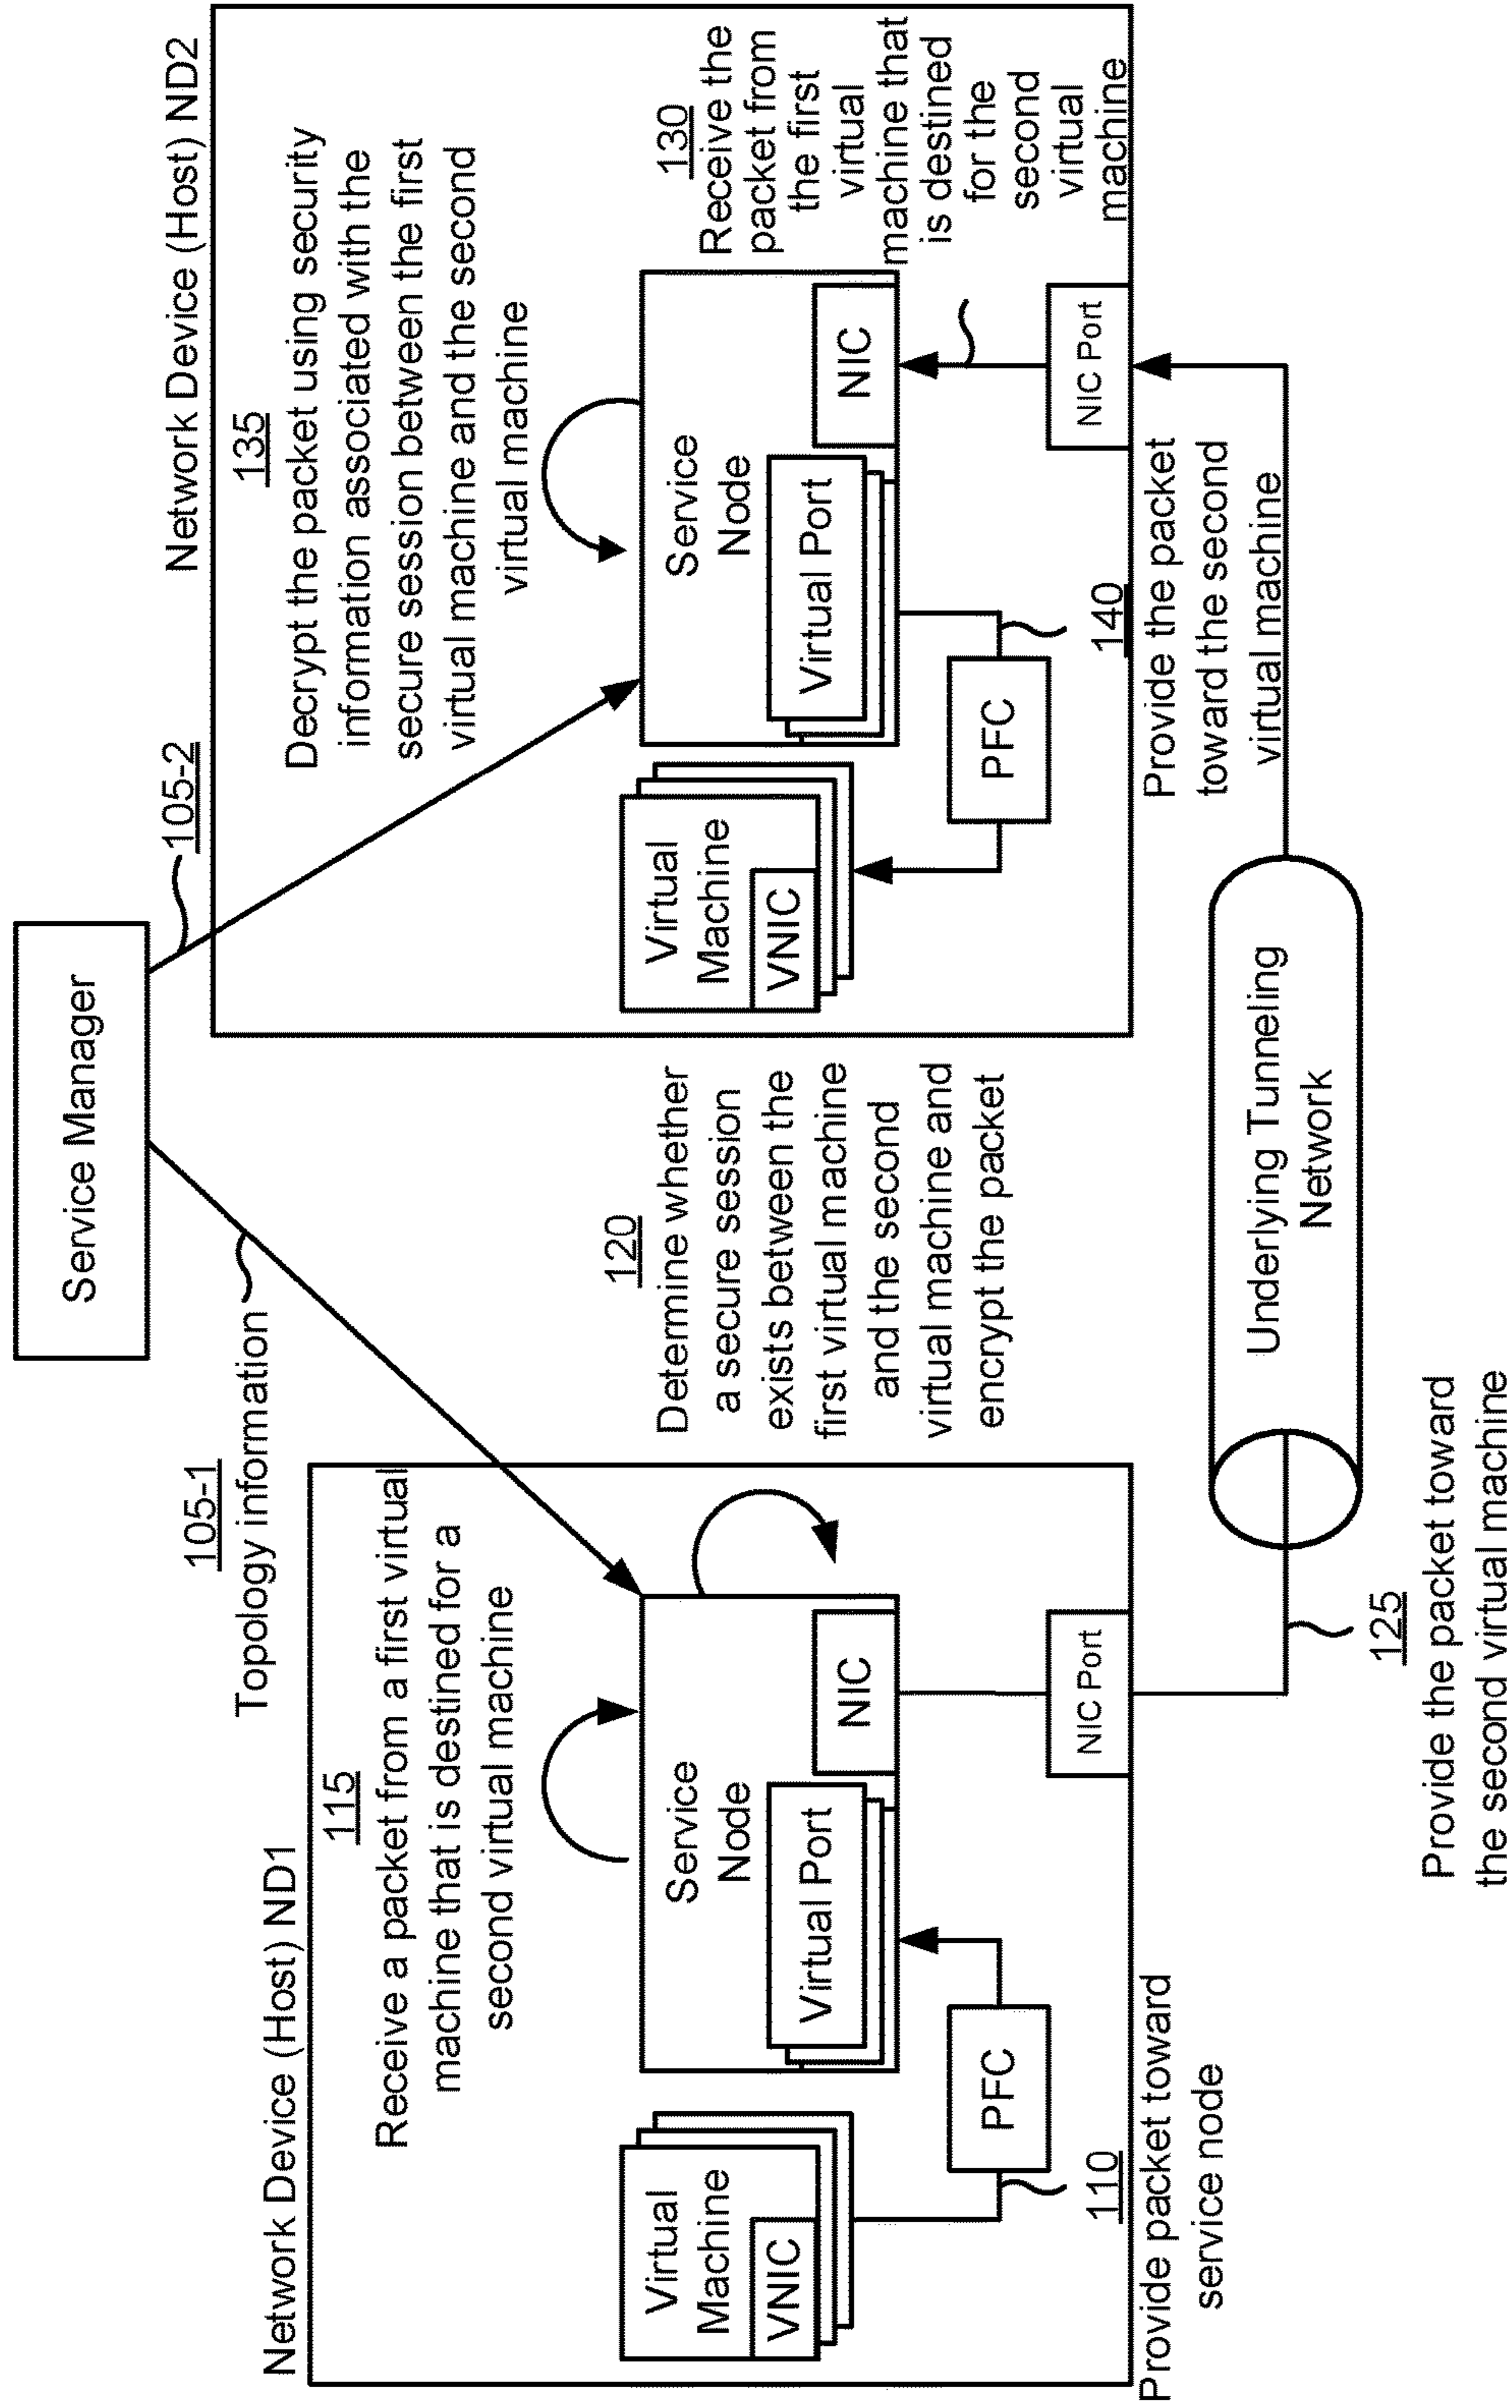 Service Manager
105-1
Topology information
105-2
Network Device (Host) ND1
115
Receive a packet from a first virtual
machine that is destined for a
second virtual machine
Virtual
Machine
VNIC
Service
Node
Virtual Port
NIC
PFC
NIC Port
110
Provide packet toward
service node
120
Determine whether
a secure session
exists between the
first virtual machine
and the second
virtual machine and
encrypt the packet
125
Provide the packet toward
the second virtual machine
Underlying Tunneling
Network
Network Device (Host) ND2
135
Decrypt the packet using security
information associated with the
secure session between the first
virtual machine and the second
virtual machine
Virtual
Machine
VNIC
Service
Node
Virtual Port
NIC
PFC
NIC Port
130
Receive the
packet from
the first
virtual
machine that
is destined
for the
second
virtual
machine
140
Provide the packet
toward the second
virtual machine